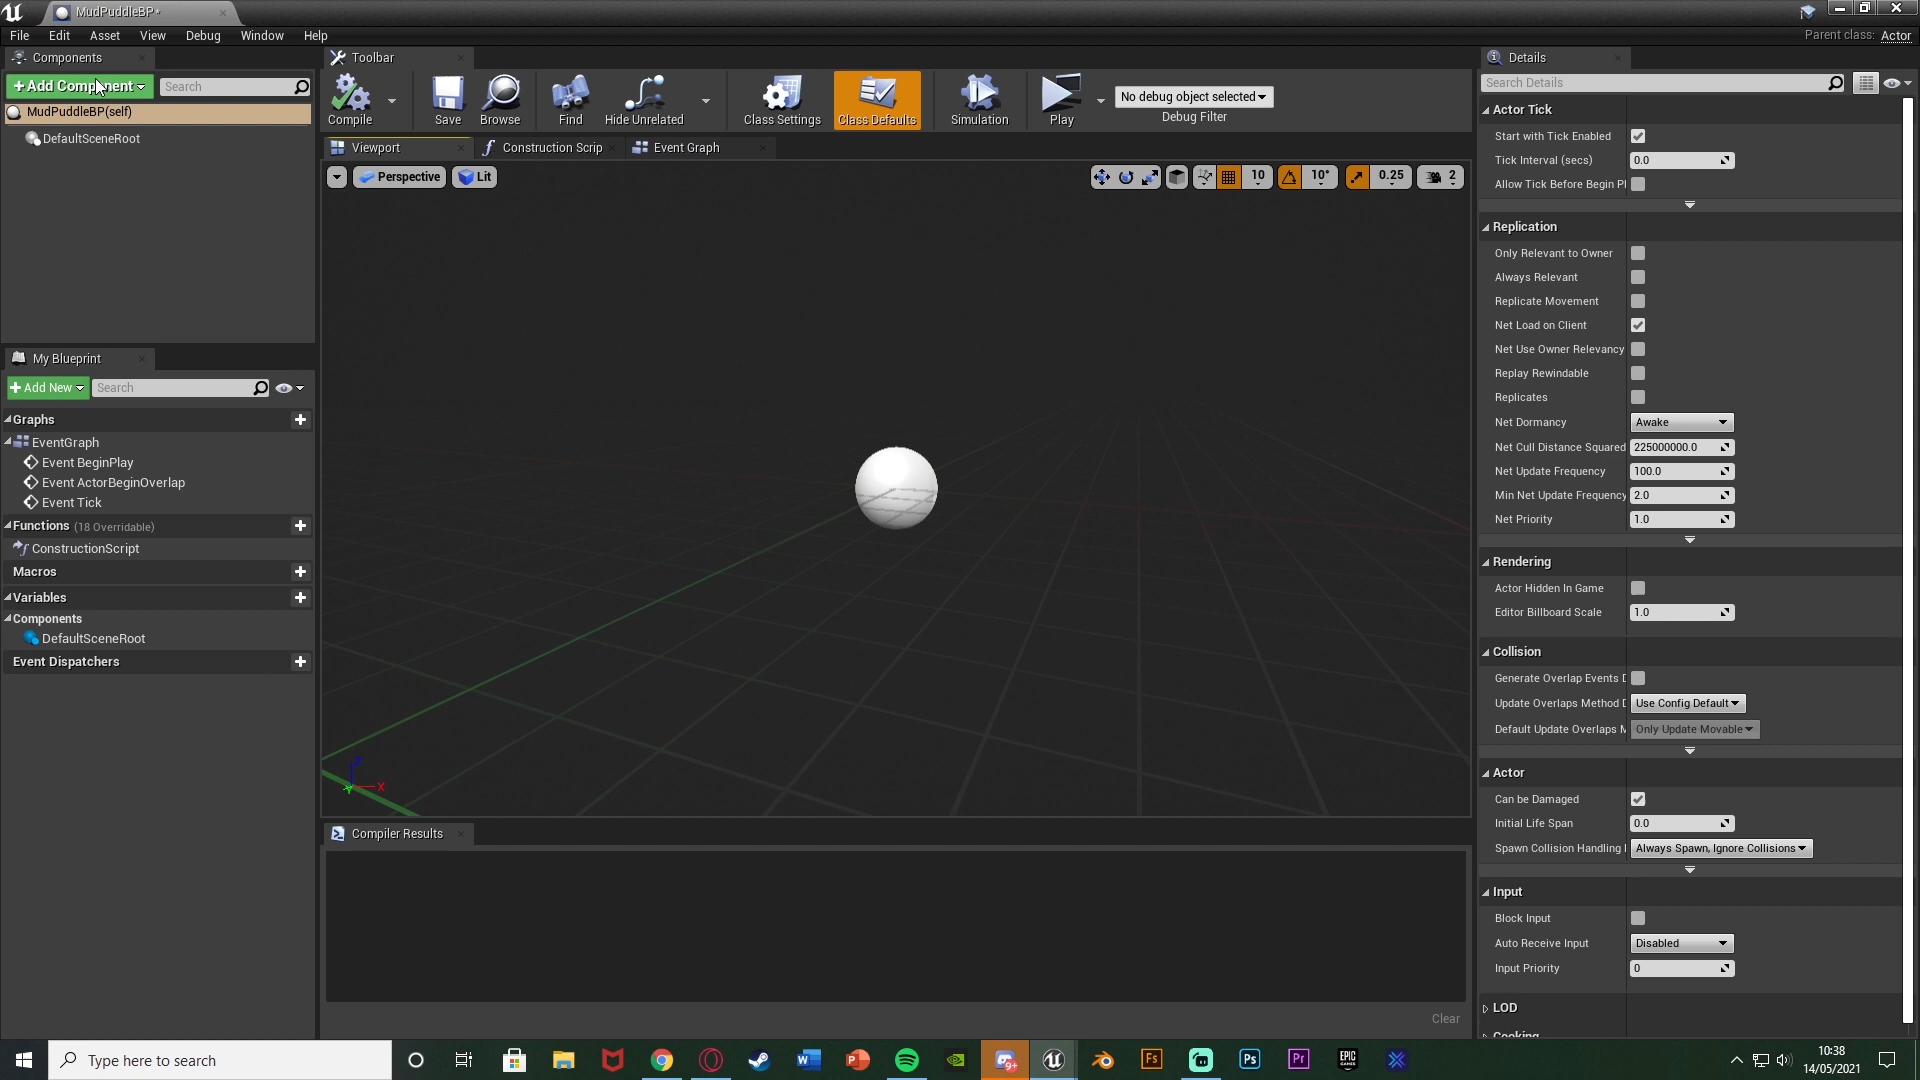 MudPuddleBP*
File Edit Asset View Debug Window Help
Parent class: Actor
Components
+ Add Component
Search
MudPuddleBP(self)
DefaultSceneRoot
My Blueprint
+ Add New
Search
Graphs
EventGraph
Event BeginPlay
Event ActorBeginOverlap
Event Tick
Functions (18 Overridable)
ConstructionScript
Macros
Variables
Components
DefaultSceneRoot
Event Dispatchers
Toolbar
Compile
Save
Browse
Find
Hide Unrelated
Class Settings
Class Defaults
Simulation
Play
No debug object selected
Debug Filter
Viewport
Construction Scrip
Event Graph
Perspective
Lit
10
10°
0.25
2
Z
X
Y
Compiler Results
Clear
Details
Search Details
Actor Tick
Start with Tick Enabled
Tick Interval (secs) 0.0
Allow Tick Before Begin Pl
Replication
Only Relevant to Owner
Always Relevant
Replicate Movement
Net Load on Client
Net Use Owner Relevancy
Replay Rewindable
Replicates
Net Dormancy Awake
Net Cull Distance Squared 225000000.0
Net Update Frequency 100.0
Min Net Update Frequency 2.0
Net Priority 1.0
Rendering
Actor Hidden In Game
Editor Billboard Scale 1.0
Collision
Generate Overlap Events D
Update Overlaps Method D Use Config Default
Default Update Overlaps M Only Update Movable
Actor
Can be Damaged
Initial Life Span 0.0
Spawn Collision Handling Always Spawn, Ignore Collisions
Input
Block Input
Auto Receive Input Disabled
Input Priority 0
LOD
Cooking
Type here to search
9+
W
P
Fs
Ps
Pr
EPIC GAMES
10:38
14/05/2021